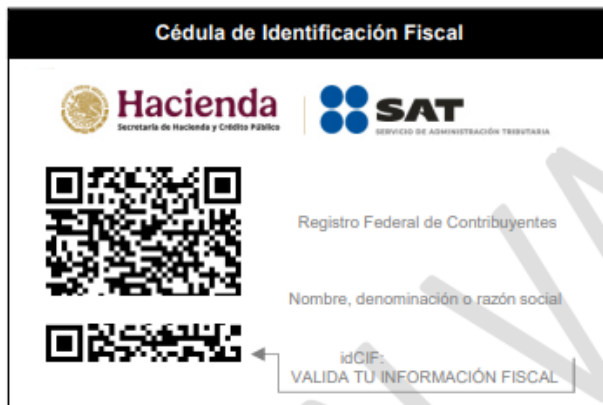 Cédula de Identificación Fiscal
Hacienda
Secretaría de Hacienda y Crédito Público
SAT
SERVICIO DE ADMINISTRACIÓN TRIBUTARIA
Registro Federal de Contribuyentes
Nombre, denominación o razón social
idCIF:
VALIDA TU INFORMACIÓN FISCAL